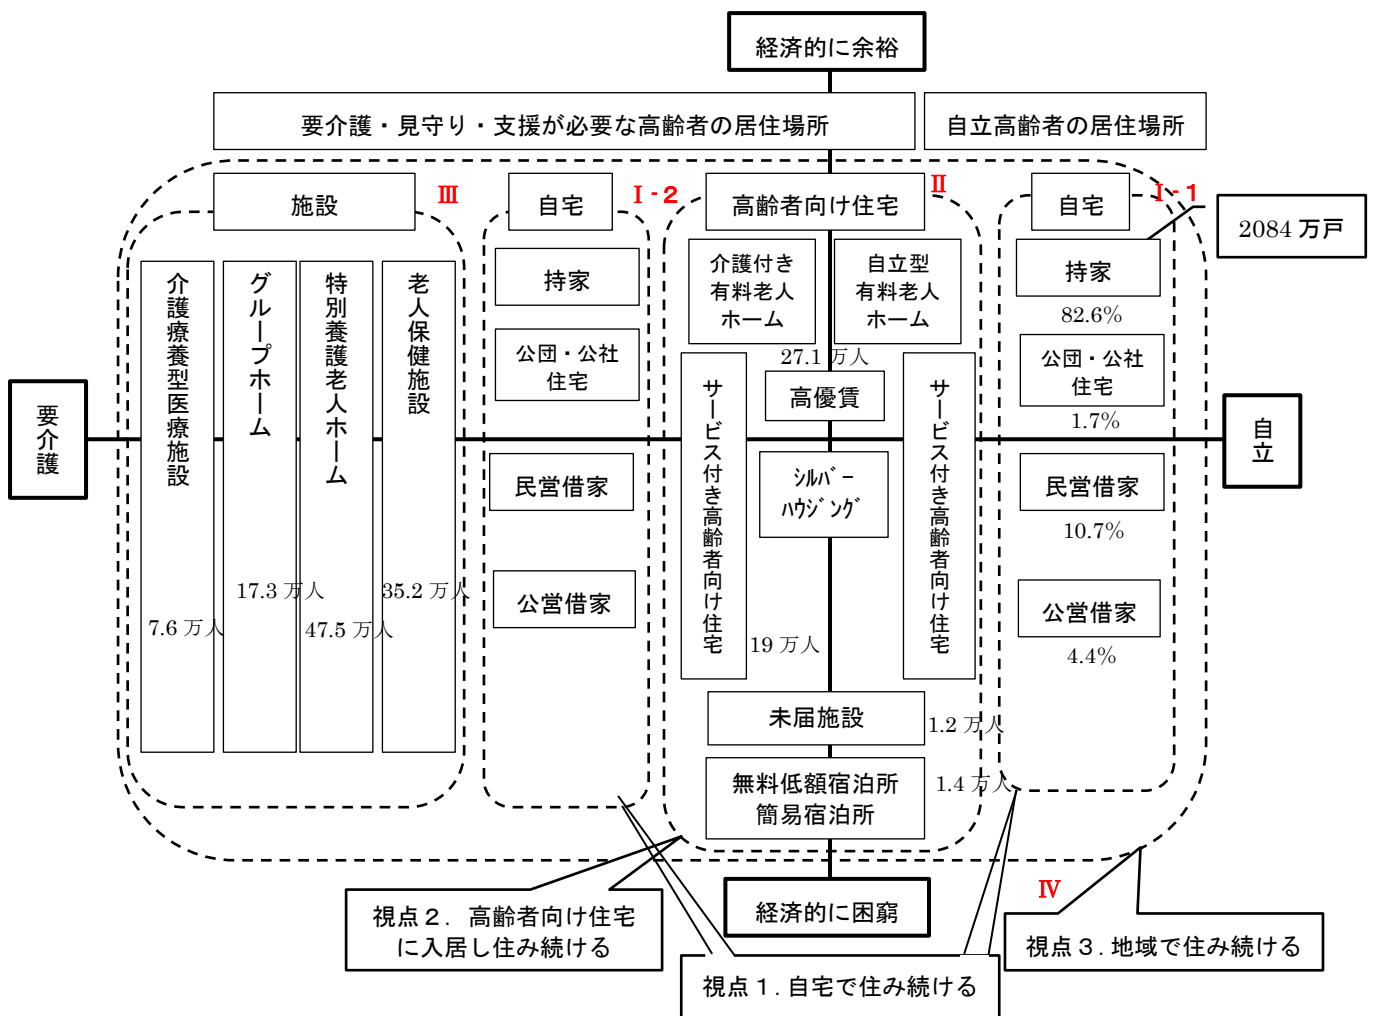 経済的に余裕
要介護・見守り・支援が必要な高齢者の居住場所
自立高齢者の居住場所
施設
Ⅲ
自宅
Ⅰ-2
高齢者向け住宅
Ⅱ
自宅
Ⅰ-1
2084 万戸
介護療養型医療施設
7.6 万人
グループホーム
17.3 万人
特別養護老人ホーム
47.5 万人
老人保健施設
35.2 万人
持家
公団・公社
住宅
民営借家
公営借家
介護付き
有料老人
ホーム
自立型
有料老人
ホーム
27.1 万人
サービス付き高齢者向け住宅
高優賃
シルバー
ハウジング
サービス付き高齢者向け住宅
19 万人
未届施設
1.2 万人
無料低額宿泊所
簡易宿泊所
1.4 万人
持家
82.6%
公団・公社
住宅
1.7%
民営借家
10.7%
公営借家
4.4%
要介護
自立
経済的に困窮
Ⅳ
視点2．高齢者向け住宅
に入居し住み続ける
視点1．自宅で住み続ける
視点3．地域で住み続ける